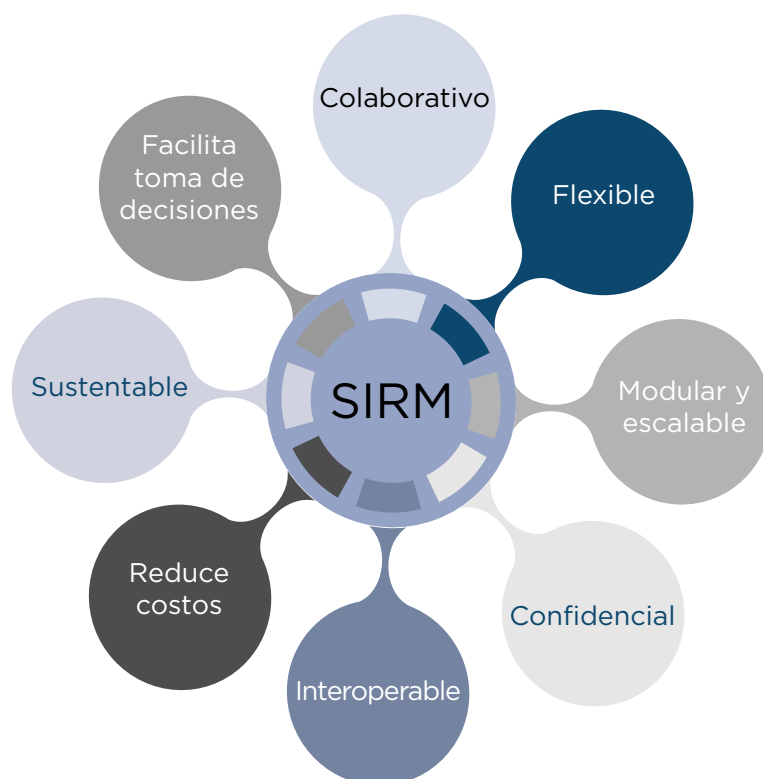 Colaborativo
Facilita
toma de
decisiones
Flexible
Sustentable
SIRM
Modular y
escalable
Reduce
costos
Confidencial
Interoperable